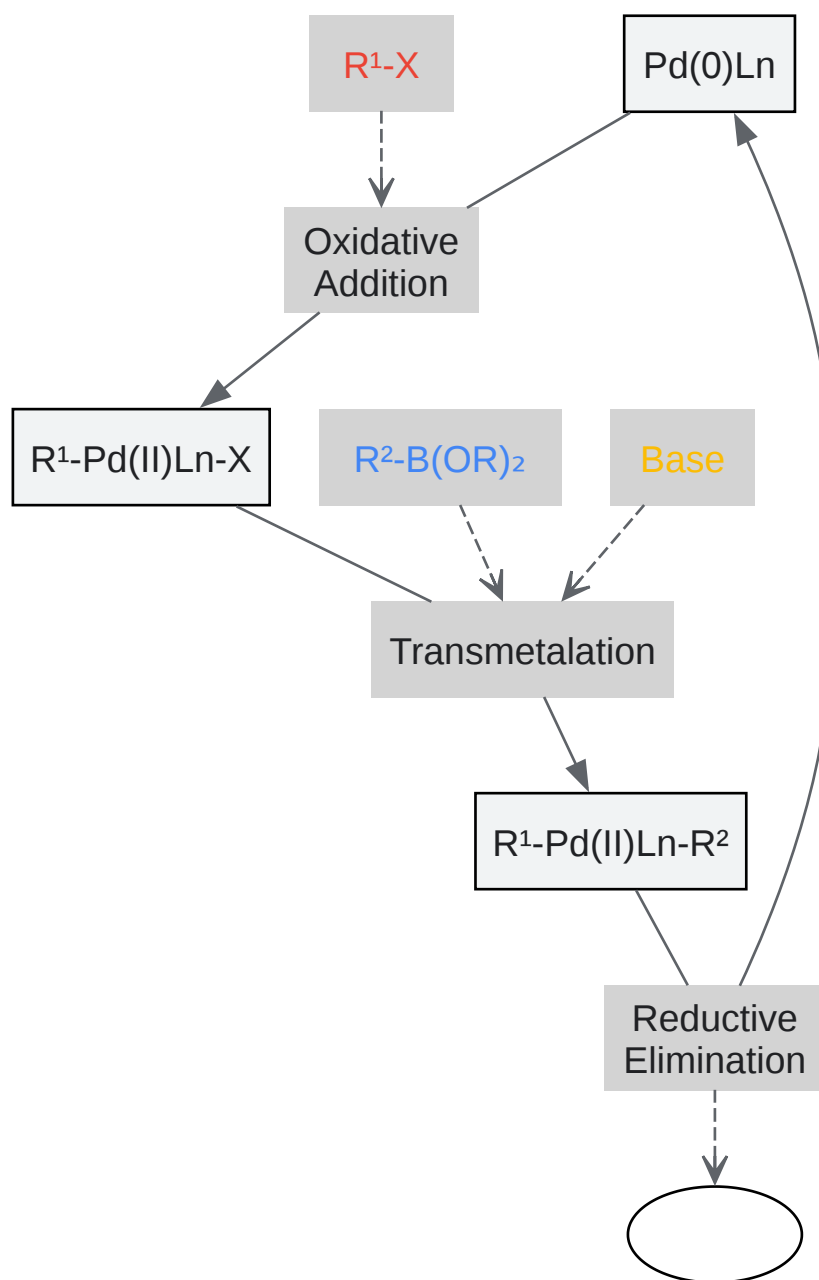 R¹-X
Pd(0)Ln
Oxidative
Addition
R¹-Pd(II)Ln-X
R²-B(OR)₂
Base
Transmetalation
R¹-Pd(II)Ln-R²
Reductive
Elimination